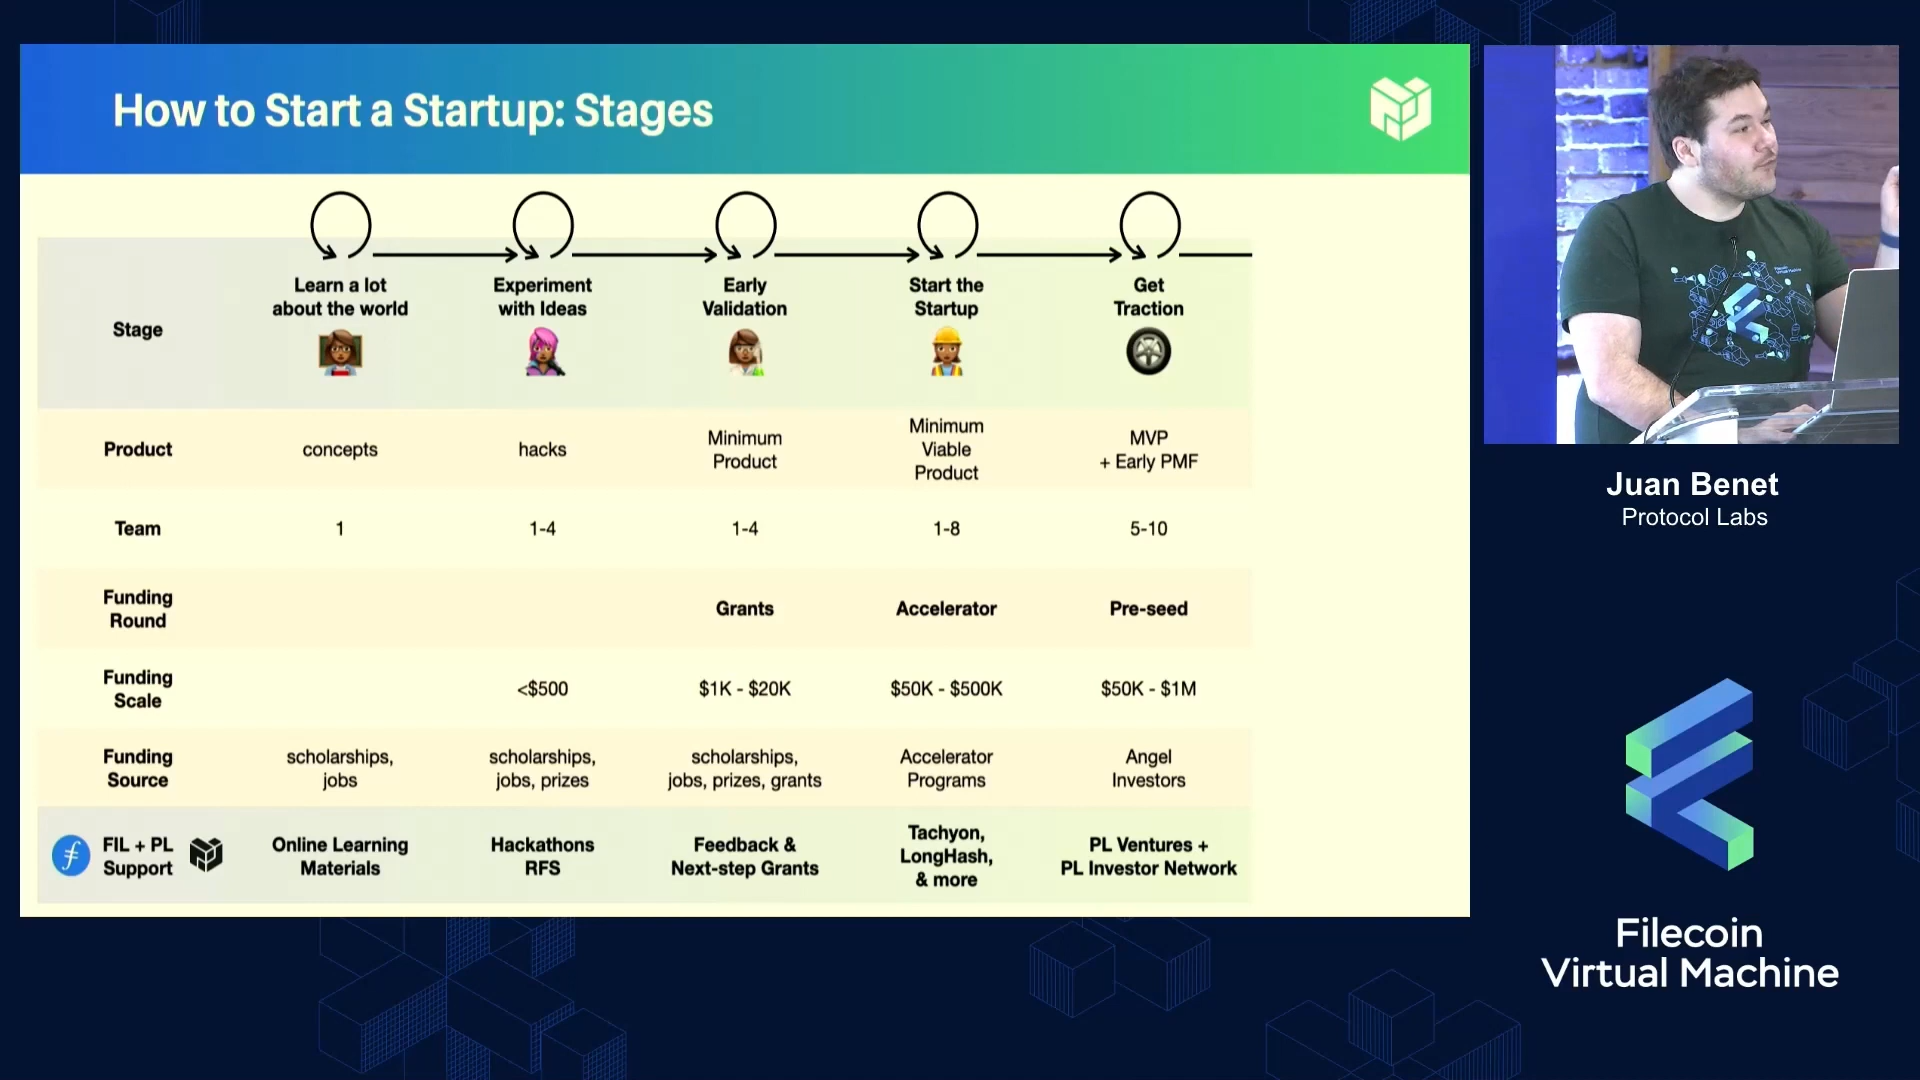 How to Start a Startup: Stages
Stage
Learn a lot
about the world
Experiment
with Ideas
Early
Validation
Start the
Startup
Get
Traction
Product
concepts
hacks
Minimum
Product
Minimum
Viable
Product
MVP
+ Early PMF
Team
1
1-4
1-4
1-8
5-10
Funding
Round
Grants
Accelerator
Pre-seed
Funding
Scale
<$500
$1K - $20K
$50K - $500K
$50K - $1M
Funding
Source
scholarships,
jobs
scholarships,
jobs, prizes
scholarships,
jobs, prizes, grants
Accelerator
Programs
Angel
Investors
FIL + PL
Support
Online Learning
Materials
Hackathons
RFS
Feedback &
Next-step Grants
Tachyon,
LongHash,
& more
PL Ventures +
PL Investor Network
Juan Benet
Protocol Labs
Filecoin
Virtual Machine